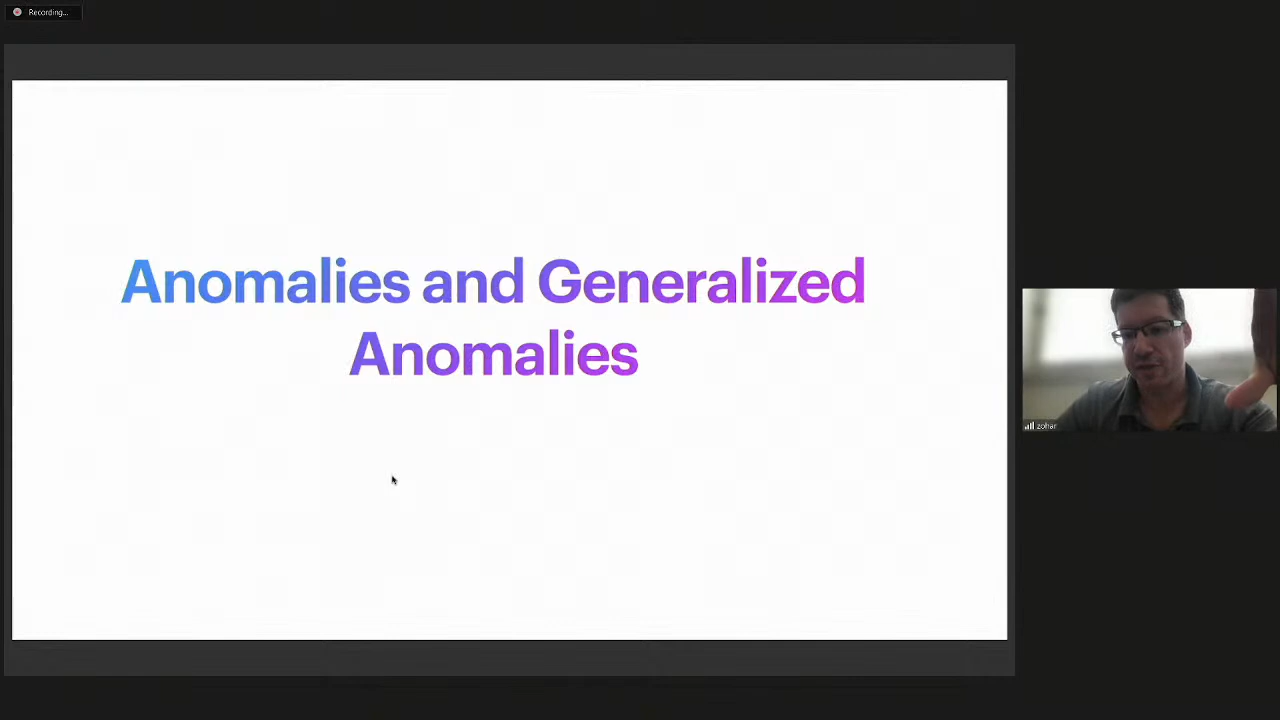 Recording...
Anomalies and Generalized
Anomalies
zohar